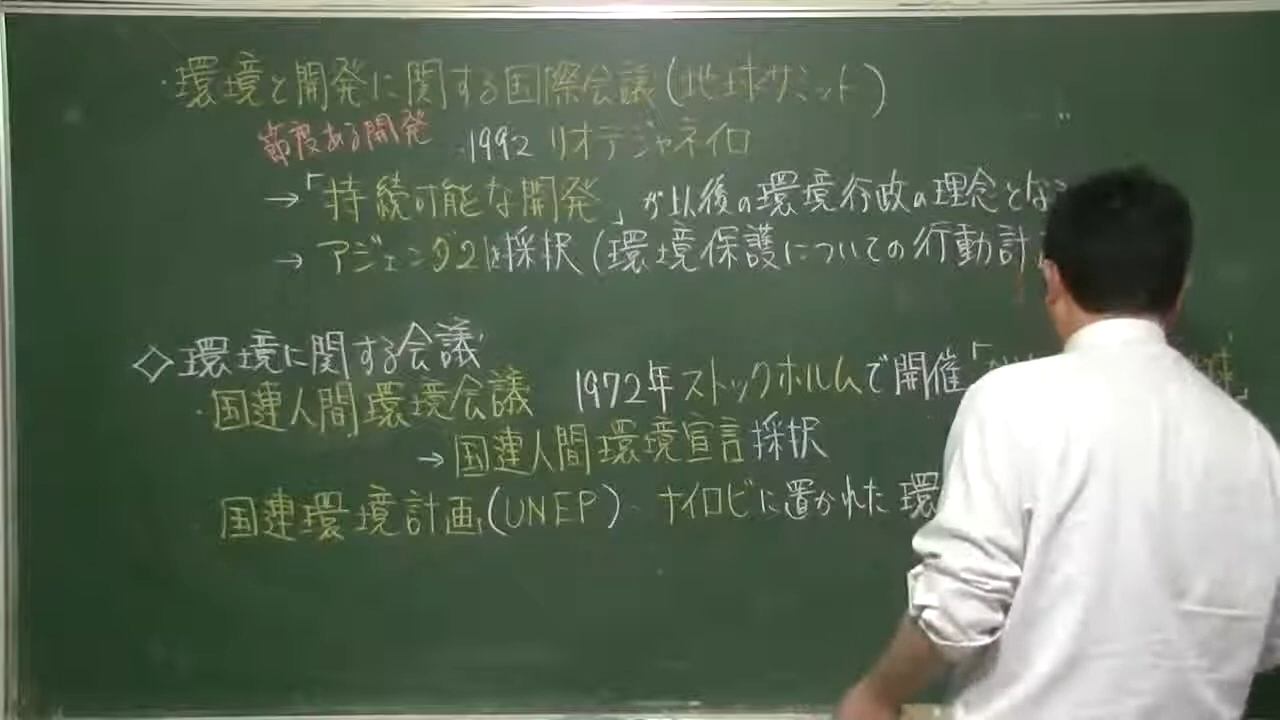 ・環境と開発に関する国際会議(地球サミット)
節度ある開発 ・1992 リオデジャネイロ
→「持続可能な開発」が以後の環境行政の理念とな
→ アジェンダ21を採択(環境保護についての行動計
◇環境に関する会議
・国連人間環境会議 1972年ストックホルムで開催「 球」
→国連人間環境宣言採択
国連環境計画(UNEP)・ナイロビに置かれた環